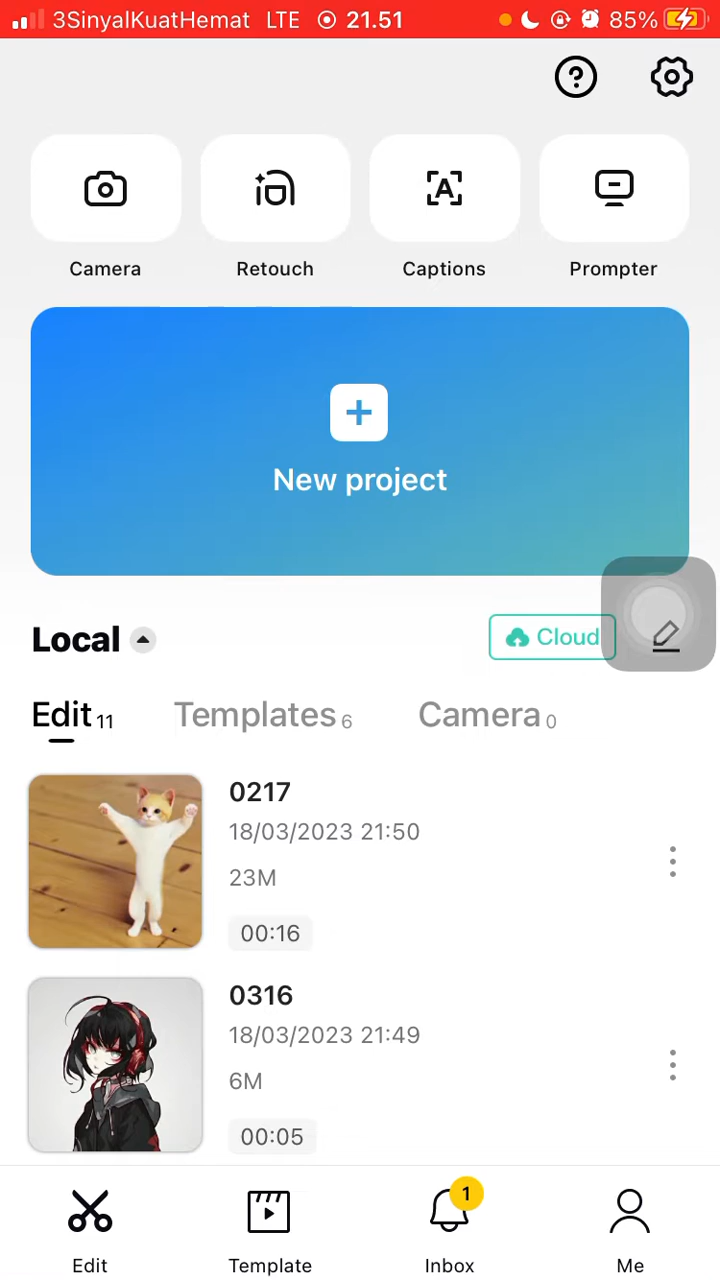 3SinyalKuatHemat LTE 21.51 85%
Camera Retouch Captions Prompter
New project
Local Cloud
Edit 11 Templates 6 Camera 0
0217
18/03/2023 21:50
23M
00:16
0316
18/03/2023 21:49
6M
00:05
1
Edit Template Inbox Me